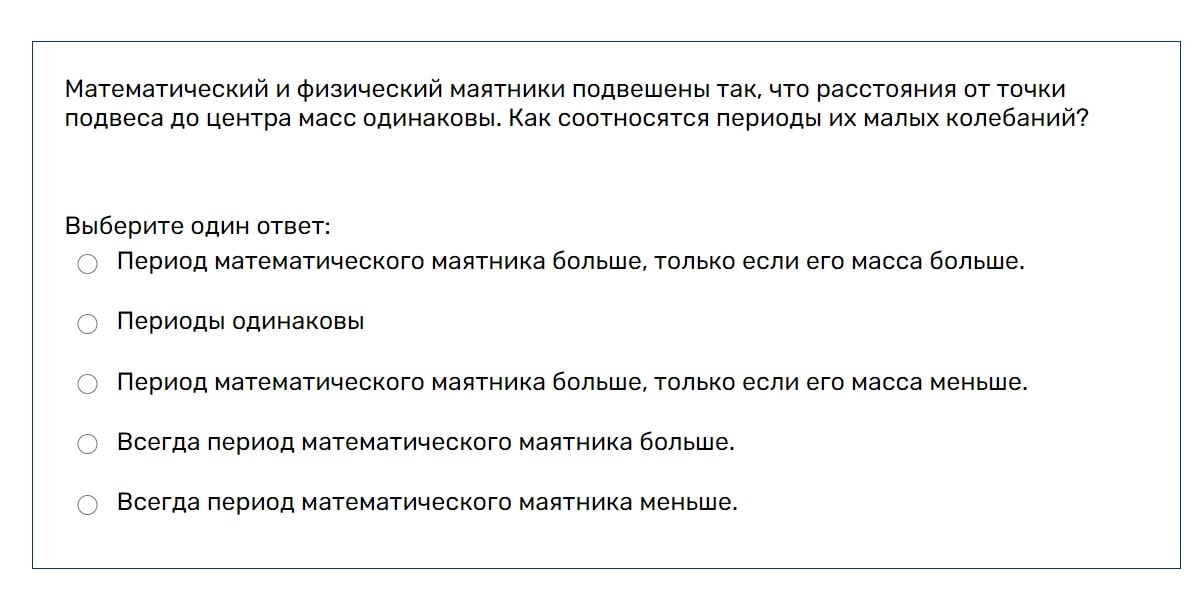 Математический и физический маятники подвешены так, что расстояния от точки
подвеса до центра масс одинаковы. Как соотносятся периоды их малых колебаний?
Выберите один ответ:
Период математического маятника больше, только если его масса больше.
Периоды одинаковы
Период математического маятника больше, только если его масса меньше.
Всегда период математического маятника больше.
Всегда период математического маятника меньше.